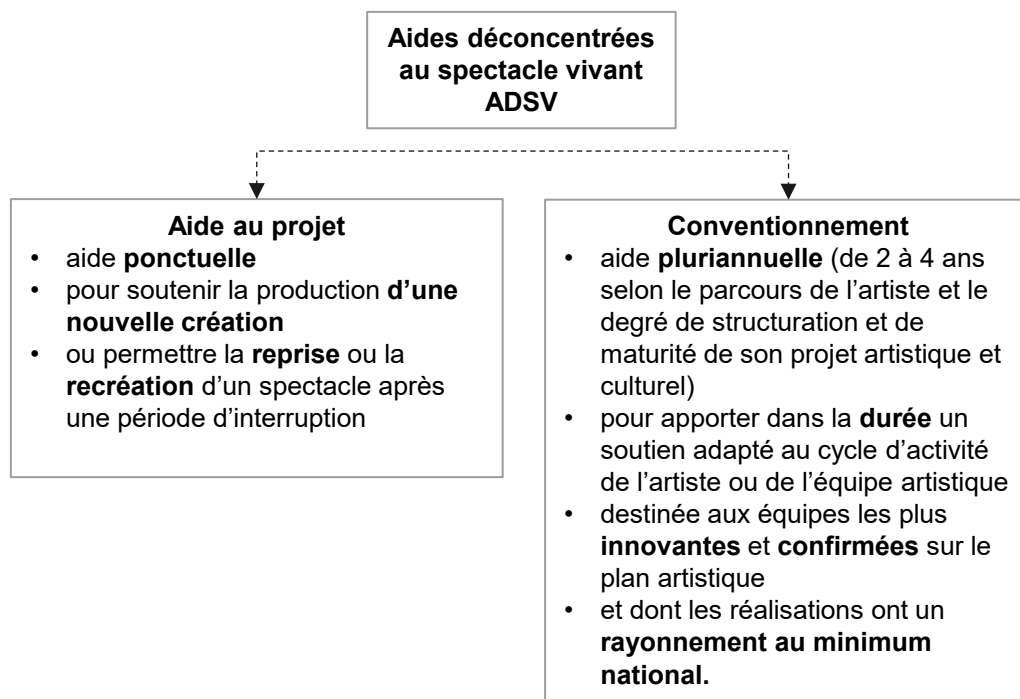 Aides déconcentrées
au spectacle vivant
ADSV
Aide au projet
• aide ponctuelle
• pour soutenir la production d’une
nouvelle création
• ou permettre la reprise ou la
recréation d’un spectacle après
une période d’interruption
Conventionnement
• aide pluriannuelle (de 2 à 4 ans
selon le parcours de l’artiste et le
degré de structuration et de
maturité de son projet artistique et
culturel)
• pour apporter dans la durée un
soutien adapté au cycle d’activité
de l’artiste ou de l’équipe artistique
• destinée aux équipes les plus
innovantes et confirmées sur le
plan artistique
• et dont les réalisations ont un
rayonnement au minimum
national.